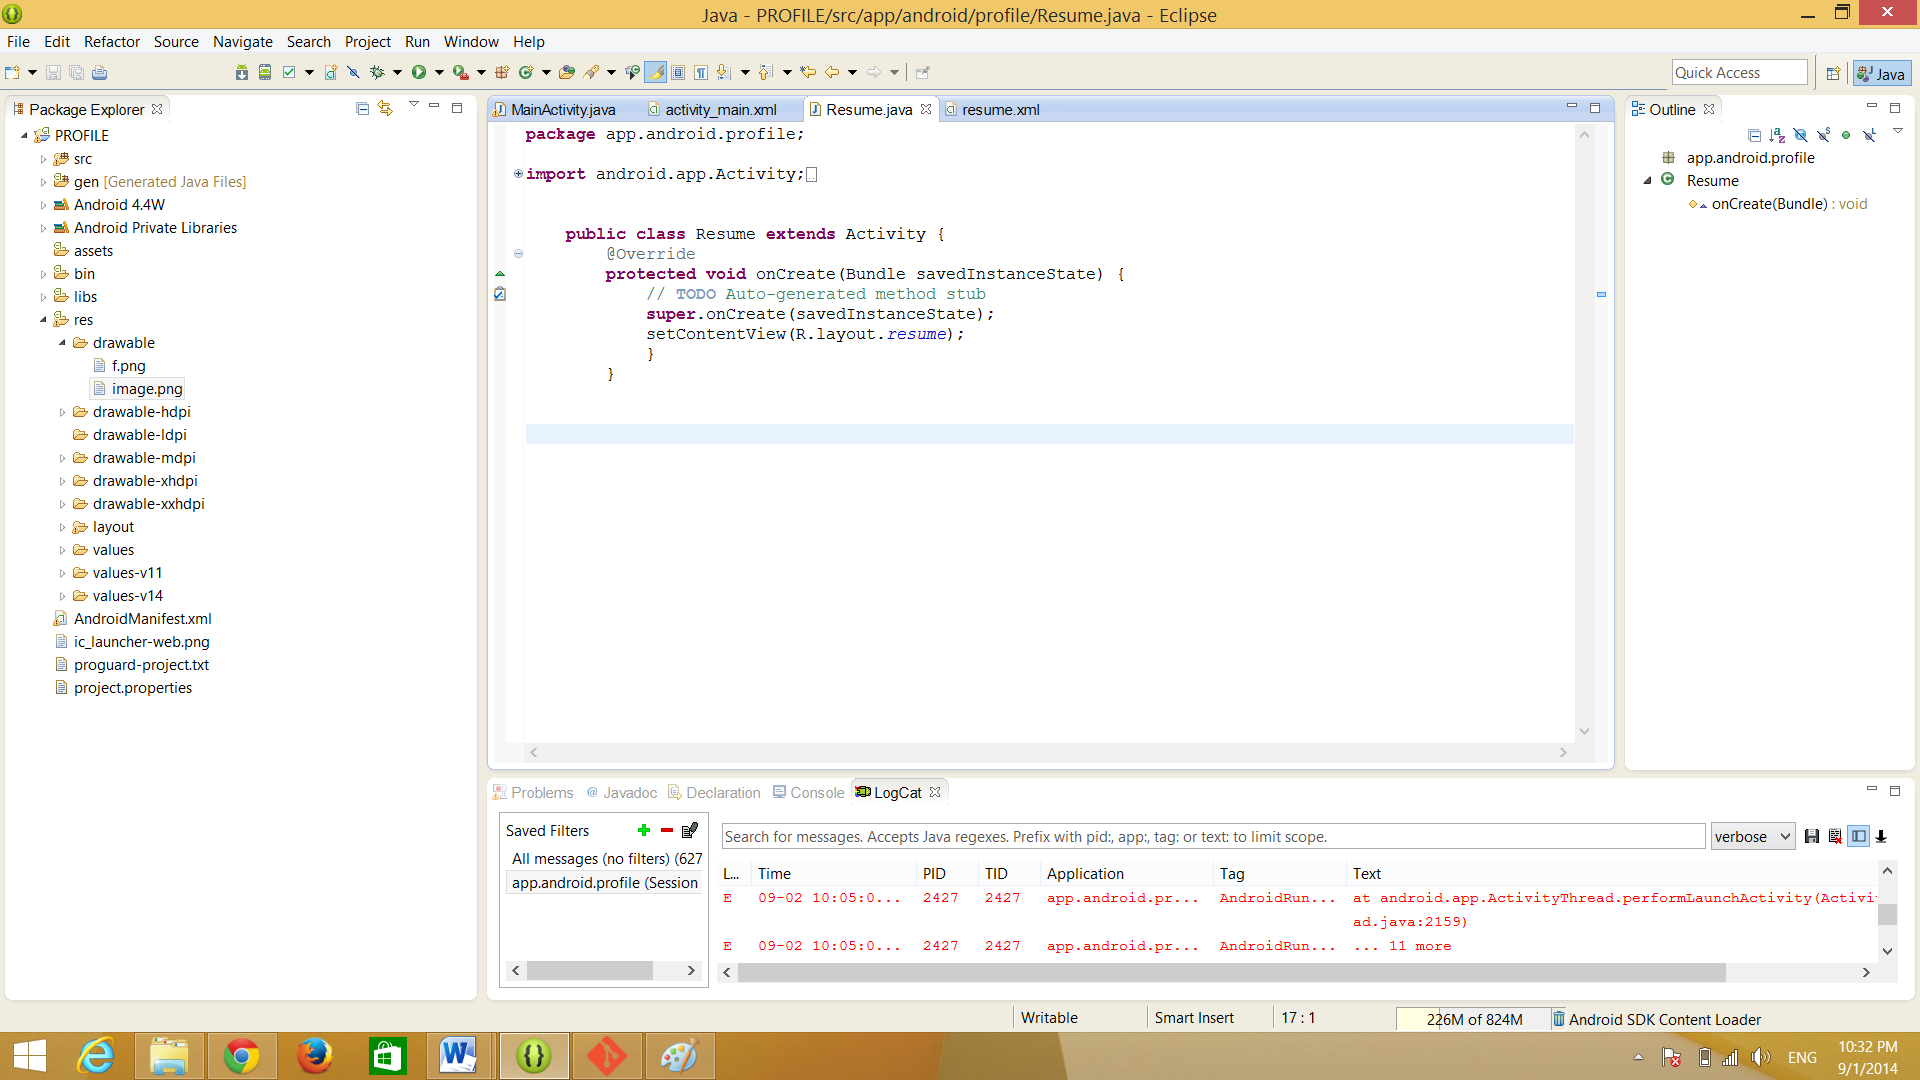 Java - PROFILE/src/app/android/profile/Resume.java - Eclipse
File Edit Refactor Source Navigate Search Project Run Window Help
Quick Access
Java
Package Explorer
PROFILE
src
gen [Generated Java Files]
Android 4.4W
Android Private Libraries
assets
bin
libs
res
drawable
f.png
image.png
drawable-hdpi
drawable-ldpi
drawable-mdpi
drawable-xhdpi
drawable-xxhdpi
layout
values
values-v11
values-v14
AndroidManifest.xml
ic_launcher-web.png
proguard-project.txt
project.properties
MainActivity.java activity_main.xml Resume.java resume.xml
package app.android.profile;
import android.app.Activity;
public class Resume extends Activity {
@Override
protected void onCreate(Bundle savedInstanceState) {
// TODO Auto-generated method stub
super.onCreate(savedInstanceState);
setContentView(R.layout.resume);
}
}
Outline
app.android.profile
Resume
onCreate(Bundle) : void
Problems @ Javadoc Declaration Console LogCat
Saved Filters
All messages (no filters) (627
app.android.profile (Session
Search for messages. Accepts Java regexes. Prefix with pid:, app:, tag: or text: to limit scope.
verbose
L... Time PID TID Application Tag Text
E 09-02 10:05:0... 2427 2427 app.android.pr... AndroidRun... at android.app.ActivityThread.performLaunchActivity(Activi
ad.java:2159)
E 09-02 10:05:0... 2427 2427 app.android.pr... AndroidRun... ... 11 more
Writable Smart Insert 17 : 1 226M of 824M Android SDK Content Loader
ENG
10:32 PM
9/1/2014